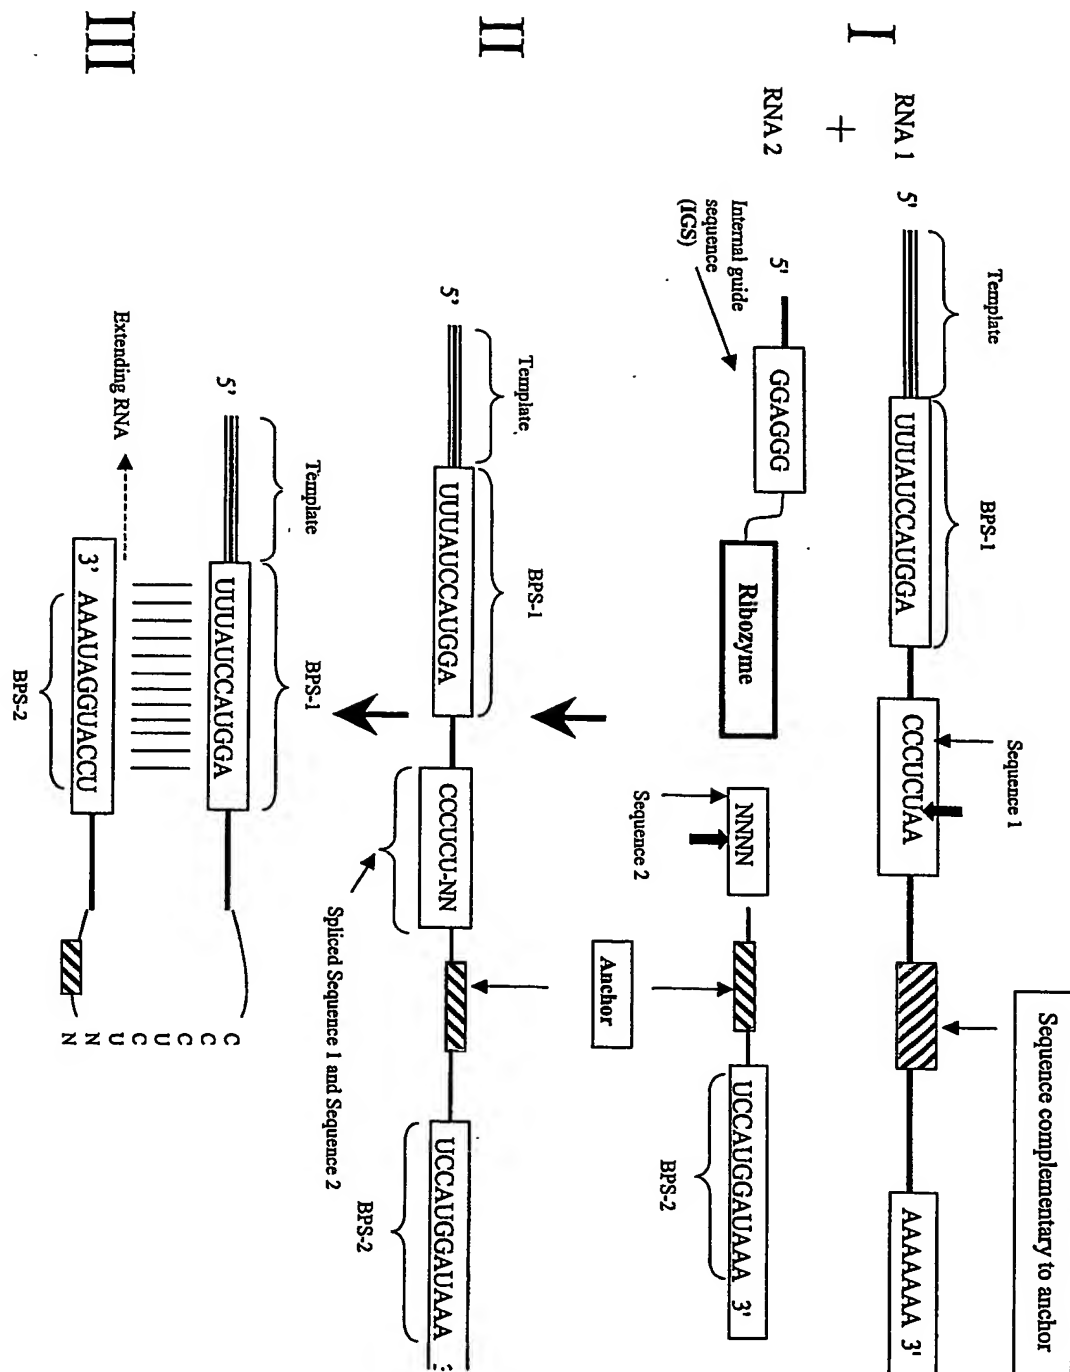 I
RNA 1
+
RNA 2
Sequence complementary to anchor
Template
BPS-1
Sequence 1
5'
UUUAUCCAUGGA
CCCUCUAA
AAAAAAA 3'
Internal guide
sequence
(IGS)
5'
GGAGGG
Ribozyme
NNNN
UCCAUGGAUAAA 3'
Sequence 2
BPS-2
Anchor
II
Template
BPS-1
5'
UUUAUCCAUGGA
CCCUCU-NN
UCCAUGGAUAAA
Spliced Sequence 1 and Sequence 2
BPS-2
III
Template
BPS-1
5'
UUUAUCCAUGGA
Extending RNA
3' AAAUAGGUACCU
BPS-2
C
C
C
U
C
U
N
N